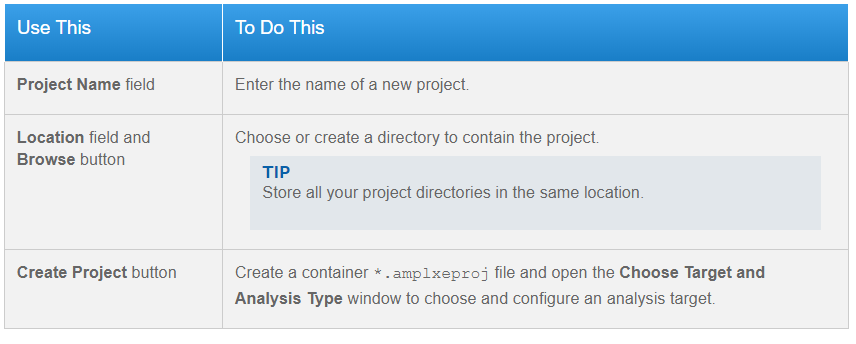 Use This
To Do This
Project Name field
Enter the name of a new project.
Location field and
Browse button
Choose or create a directory to contain the project.
TIP
Store all your project directories in the same location.
Create Project button
Create a container *.amplxeproj file and open the Choose Target and
Analysis Type window to choose and configure an analysis target.